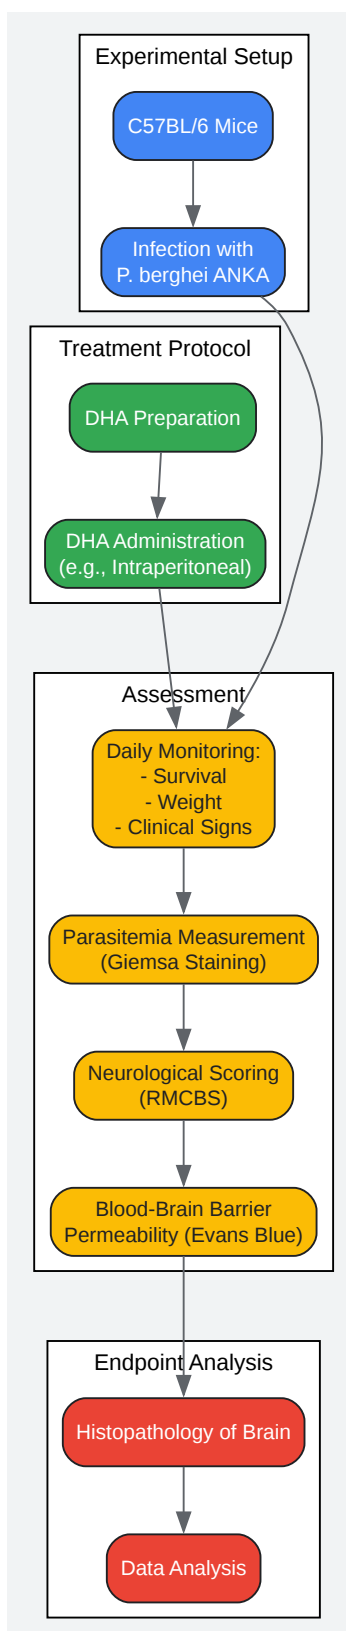 Experimental Setup
C57BL/6 Mice
Infection with
P. berghei ANKA
Treatment Protocol
DHA Preparation
DHA Administration
(e.g., Intraperitoneal)
Assessment
Daily Monitoring:
- Survival
- Weight
- Clinical Signs
Parasitemia Measurement
(Giemsa Staining)
Neurological Scoring
(RMCBS)
Blood-Brain Barrier
Permeability (Evans Blue)
Endpoint Analysis
Histopathology of Brain
Data Analysis